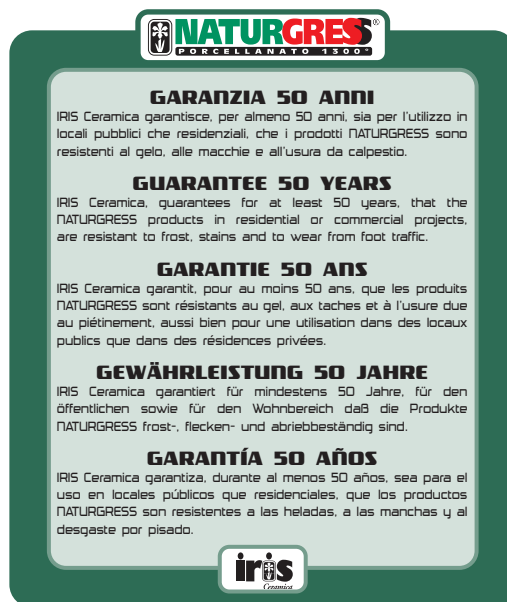 NATURGRESS®
PORCELLANATO 1300°
GARANZIA 50 ANNI
IRIS Ceramica garantisce, per almeno 50 anni, sia per l'utilizzo in
locali pubblici che residenziali, che i prodotti NATURGRESS sono
resistenti al gelo, alle macchie e all'usura da calpestio.
GUARANTEE 50 YEARS
IRIS Ceramica, guarantees for at least 50 years, that the
NATURGRESS products in residential or commercial projects,
are resistant to frost, stains and to wear from foot traffic.
GARANTIE 50 ANS
IRIS Ceramica garantit, pour au moins 50 ans, que les produits
NATURGRESS sont résistants au gel, aux taches et à l'usure due
au piétinement, aussi bien pour une utilisation dans des locaux
publics que dans des résidences privées.
GEWÄHRLEISTUNG 50 JAHRE
IRIS Ceramica garantiert für mindestens 50 Jahre, für den
öffentlichen sowie für den Wohnbereich daß die Produkte
NATURGRESS frost-, flecken- und abriebbeständig sind.
GARANTÍA 50 AÑOS
IRIS Ceramica garantiza, durante al menos 50 años, sea para el
uso en locales públicos que residenciales, que los productos
NATURGRESS son resistentes a las heladas, a las manchas y al
desgaste por pisado.
iris
Ceramica